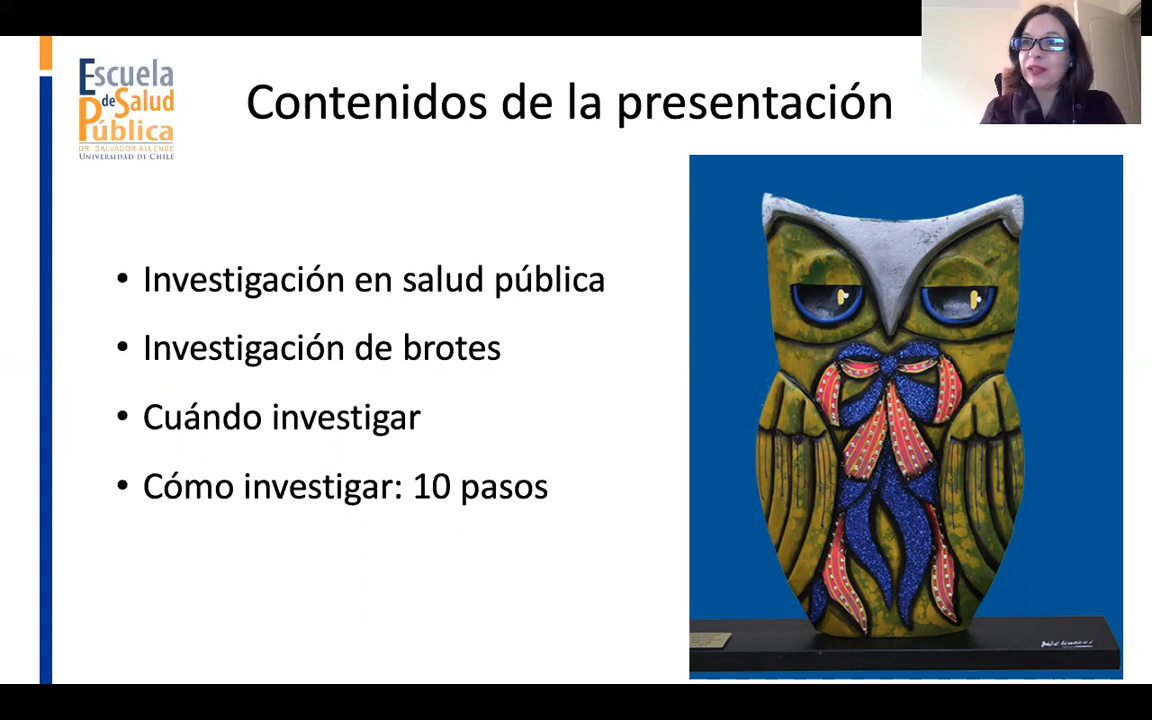 Escuela
de Salud
Pública
DR. SALVADOR ALLENDE
UNIVERSIDAD DE CHILE
Contenidos de la presentación
• Investigación en salud pública
• Investigación de brotes
• Cuándo investigar
• Cómo investigar: 10 pasos